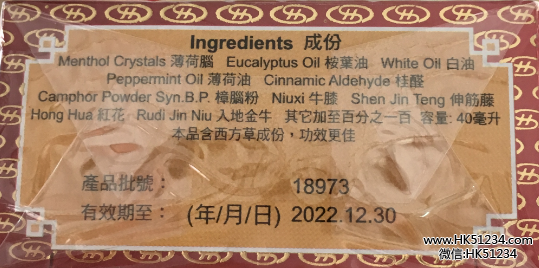 Ingredients 成份
Menthol Crystals 薄荷腦 Eucalyptus Oil 桉葉油 White Oil 白油
Peppermint Oil 薄荷油 Cinnamic Aldehyde 桂醛
Camphor Powder Syn.B.P. 樟腦粉 Niuxi 牛膝 Shen Jin Teng 伸筋藤
Hong Hua 紅花 Rudi Jin Niu 入地金牛 其它加至百分之一百 容量: 40毫升
本品含西方草成份，功效更佳
產品批號： 18973
有效期至： (年/月/日) 2022.12.30
www.HK51234.com
微信:HK51234